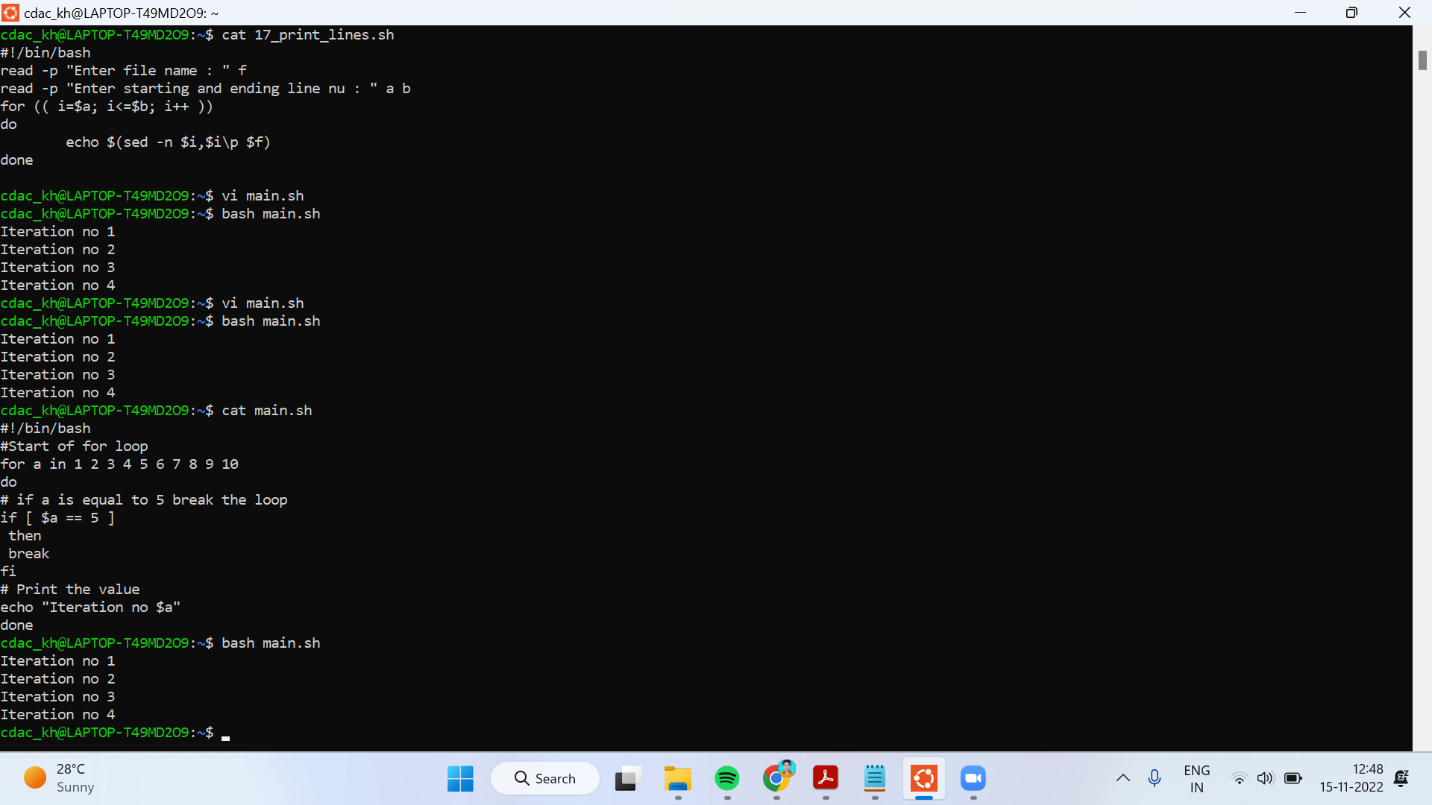 cdac_kh@LAPTOP-T49MD2O9: ~
cdac_kh@LAPTOP-T49MD2O9:~$ cat 17_print_lines.sh
#!/bin/bash
read -p "Enter file name : " f
read -p "Enter starting and ending line nu : " a b
for (( i=$a; i<=$b; i++ ))
do
        echo $(sed -n $i,$i\p $f)
done
cdac_kh@LAPTOP-T49MD2O9:~$ vi main.sh
cdac_kh@LAPTOP-T49MD2O9:~$ bash main.sh
Iteration no 1
Iteration no 2
Iteration no 3
Iteration no 4
cdac_kh@LAPTOP-T49MD2O9:~$ vi main.sh
cdac_kh@LAPTOP-T49MD2O9:~$ bash main.sh
Iteration no 1
Iteration no 2
Iteration no 3
Iteration no 4
cdac_kh@LAPTOP-T49MD2O9:~$ cat main.sh
#!/bin/bash
#Start of for loop
for a in 1 2 3 4 5 6 7 8 9 10
do
# if a is equal to 5 break the loop
if [ $a == 5 ]
 then
 break
fi
# Print the value
echo "Iteration no $a"
done
cdac_kh@LAPTOP-T49MD2O9:~$ bash main.sh
Iteration no 1
Iteration no 2
Iteration no 3
Iteration no 4
cdac_kh@LAPTOP-T49MD2O9:~$
28°C
Sunny
Search
ENG
IN
12:48
15-11-2022